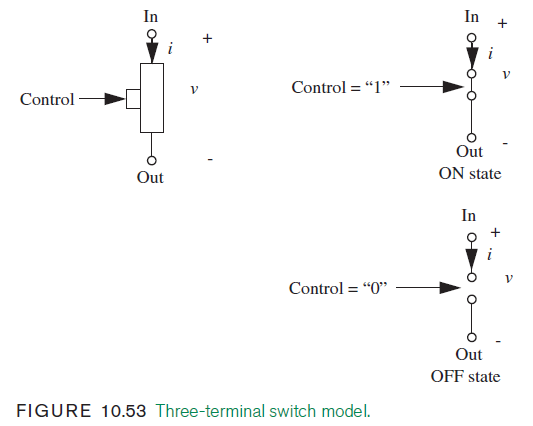 In
+
i
v
Control
-
Out
In
+
i
v
Control = “1”
-
Out
ON state
In
+
i
v
Control = “0”
-
Out
OFF state
FIGURE 10.53 Three-terminal switch model.